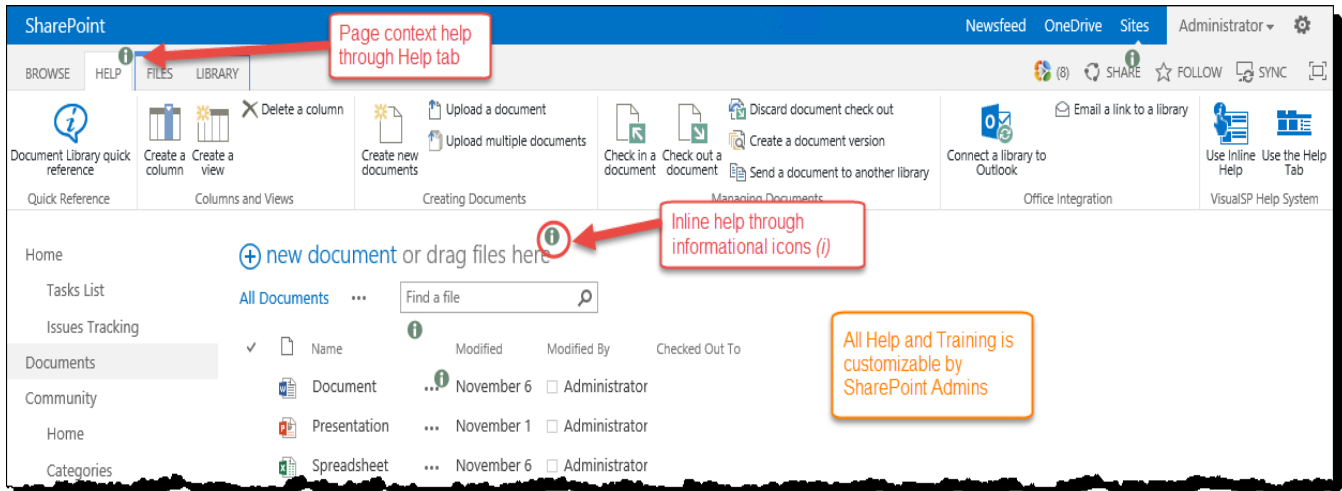 SharePoint
Newsfeed OneDrive Sites Administrator
Page context help
through Help tab
BROWSE HELP FILES LIBRARY
(8) SHARE FOLLOW SYNC
Document Library quick
reference
Quick Reference
Create a
column
Create a
view
Delete a column
Columns and Views
Create new
documents
Upload a document
Upload multiple documents
Creating Documents
Check in a
document
Check out a
document
Discard document check out
Create a document version
Send a document to another library
Managing Documents
Connect a library to
Outlook
Email a link to a library
Office Integration
Use Inline
Help
Use the Help
Tab
VisualSP Help System
Inline help through
informational icons (i)
Home
Tasks List
Issues Tracking
Documents
Community
Home
Categories
new document or drag files here
All Documents ...
Find a file
Name Modified Modified By Checked Out To
Document ... November 6 Administrator
Presentation ... November 1 Administrator
Spreadsheet ... November 6 Administrator
All Help and Training is
customizable by
SharePoint Admins